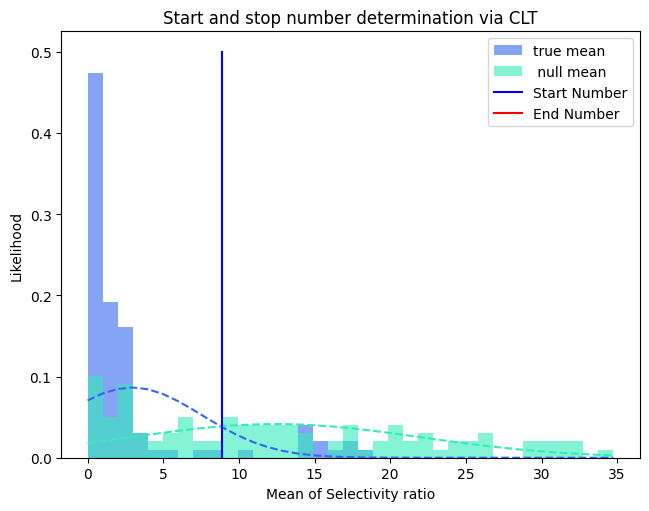 Start and stop number determination via CLT
true mean
null mean
Start Number
End Number
Likelihood
0.5
0.4
0.3
0.2
0.1
0.0
0 5 10 15 20 25 30 35
Mean of Selectivity ratio